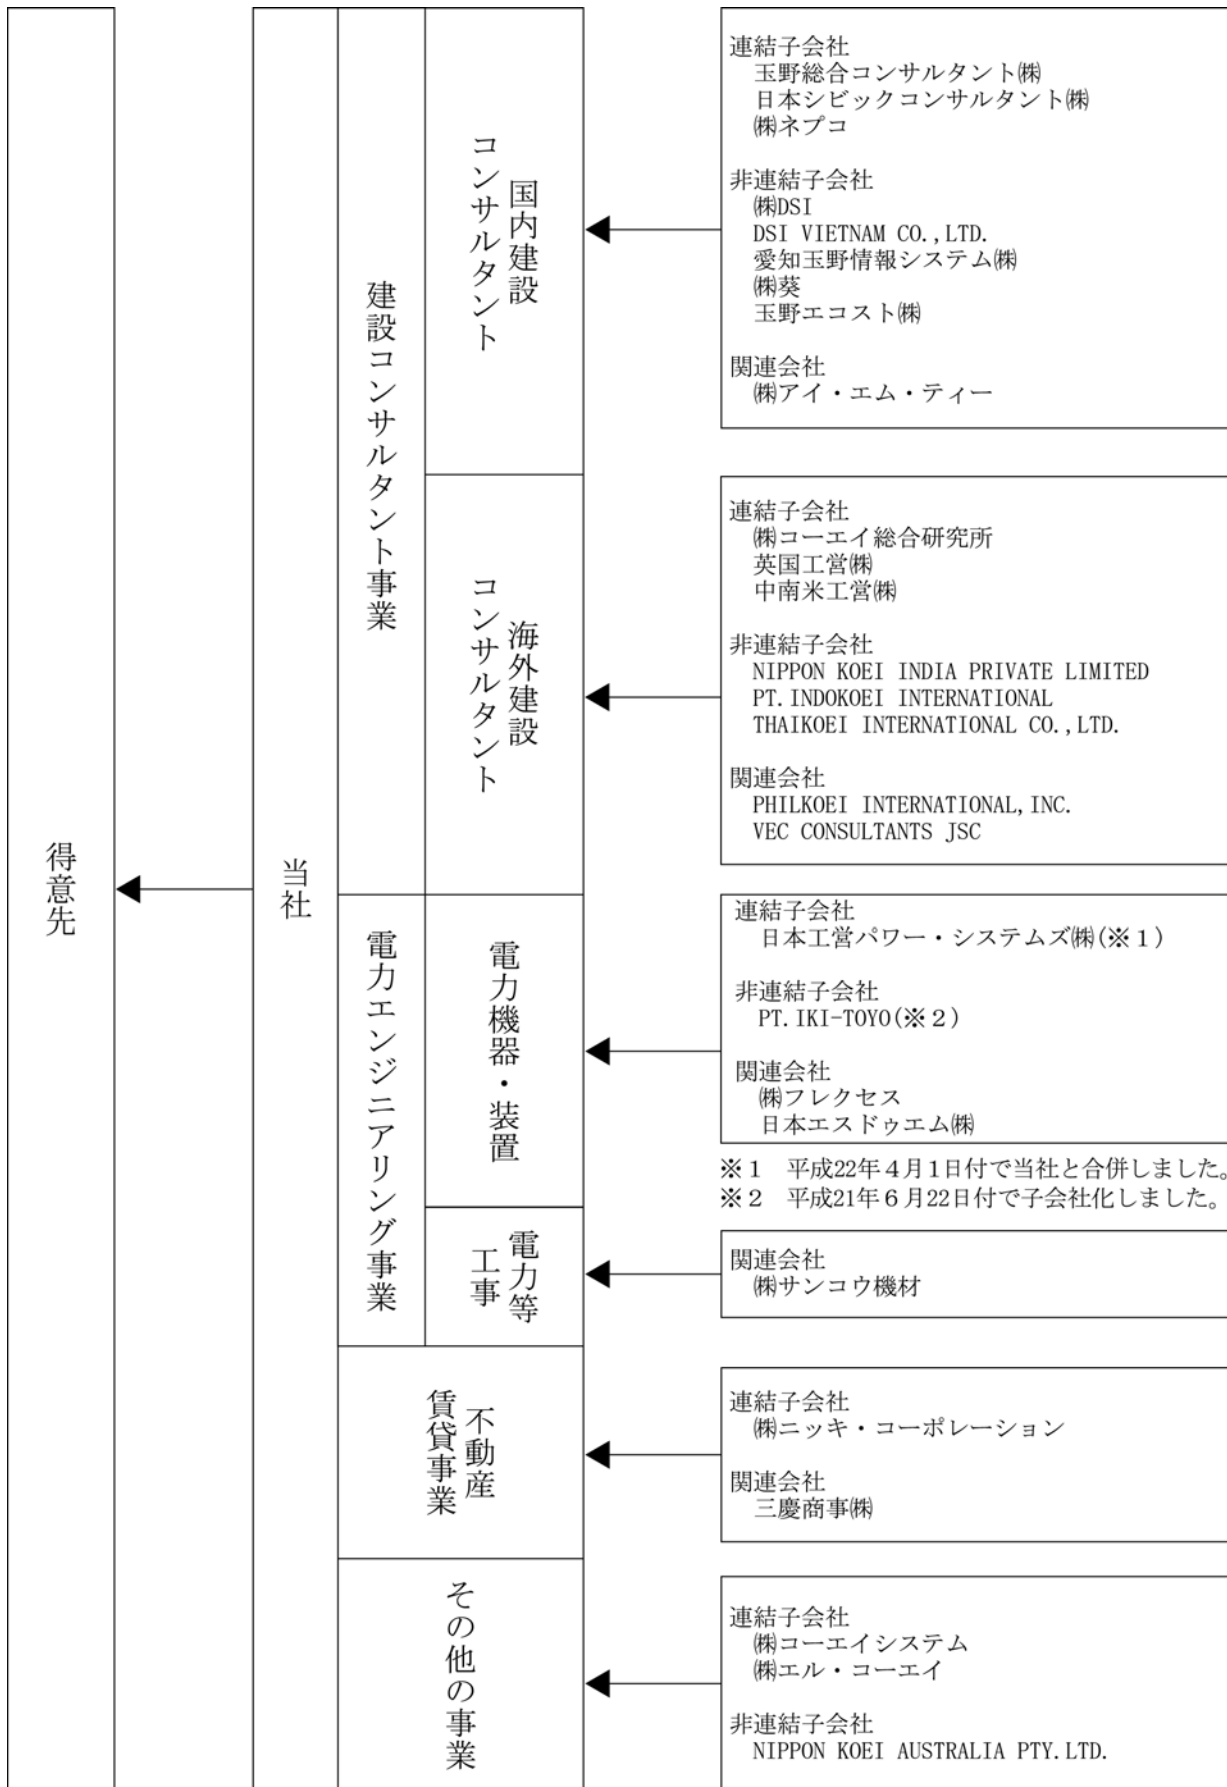 得意先
当社
建設コンサルタント事業
国内建設
コンサルタント
連結子会社
玉野総合コンサルタント㈱
日本シビックコンサルタント㈱
㈱ネプコ
非連結子会社
㈱DSI
DSI VIETNAM CO.,LTD.
愛知玉野情報システム㈱
㈱葵
玉野エコスト㈱
関連会社
㈱アイ・エム・ティー
海外建設
コンサルタント
連結子会社
㈱コーエイ総合研究所
英国工営㈱
中南米工営㈱
非連結子会社
NIPPON KOEI INDIA PRIVATE LIMITED
PT.INDOKOEI INTERNATIONAL
THAIKOEI INTERNATIONAL CO.,LTD.
関連会社
PHILKOEI INTERNATIONAL,INC.
VEC CONSULTANTS JSC
電力エンジニアリング事業
電力機器・装置
連結子会社
日本工営パワー・システムズ㈱(※1)
非連結子会社
PT.IKI-TOYO(※2)
関連会社
㈱フレクセス
日本エスドゥエム㈱
※1 平成22年4月1日付で当社と合併しました。
※2 平成21年6月22日付で子会社化しました。
電力等
工事
関連会社
㈱サンコウ機材
不動産
賃貸事業
連結子会社
㈱ニッキ・コーポレーション
関連会社
三慶商事㈱
その他の事業
連結子会社
㈱コーエイシステム
㈱エル・コーエイ
非連結子会社
NIPPON KOEI AUSTRALIA PTY.LTD.